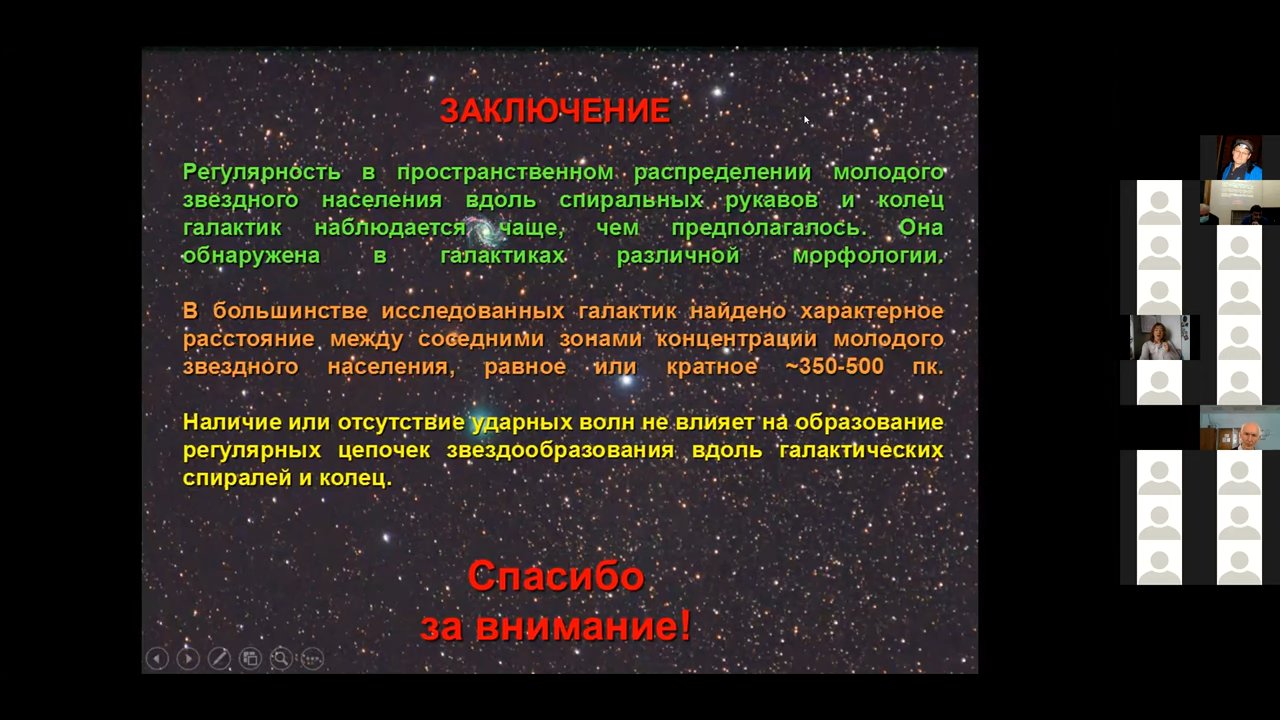 ЗАКЛЮЧЕНИЕ
Регулярность в пространственном распределении молодого
звездного населения вдоль спиральных рукавов и колец
галактик наблюдается чаще, чем предполагалось. Она
обнаружена в галактиках различной морфологии.
В большинстве исследованных галактик найдено характерное
расстояние между соседними зонами концентрации молодого
звездного населения, равное или кратное ~350-500 пк.
Наличие или отсутствие ударных волн не влияет на образование
регулярных цепочек звездообразования вдоль галактических
спиралей и колец.
Спасибо
за внимание!